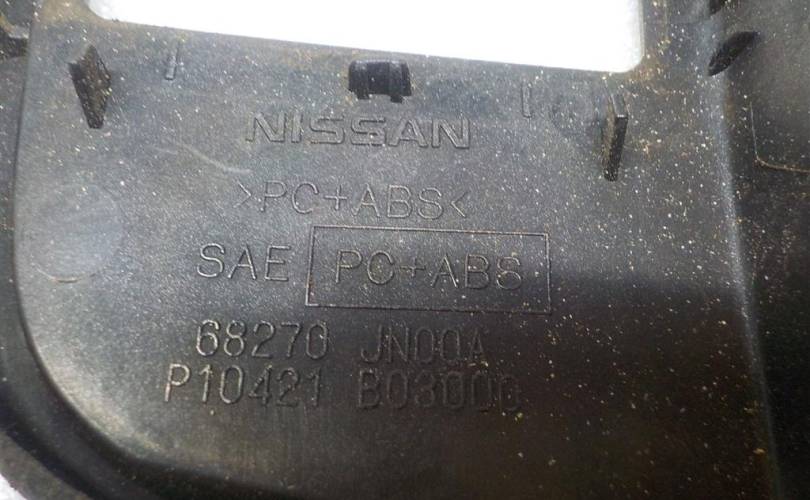 NISSAN
>PC+ABS<
SAE PC+ABS
68270 JN00A
P10421 B03000